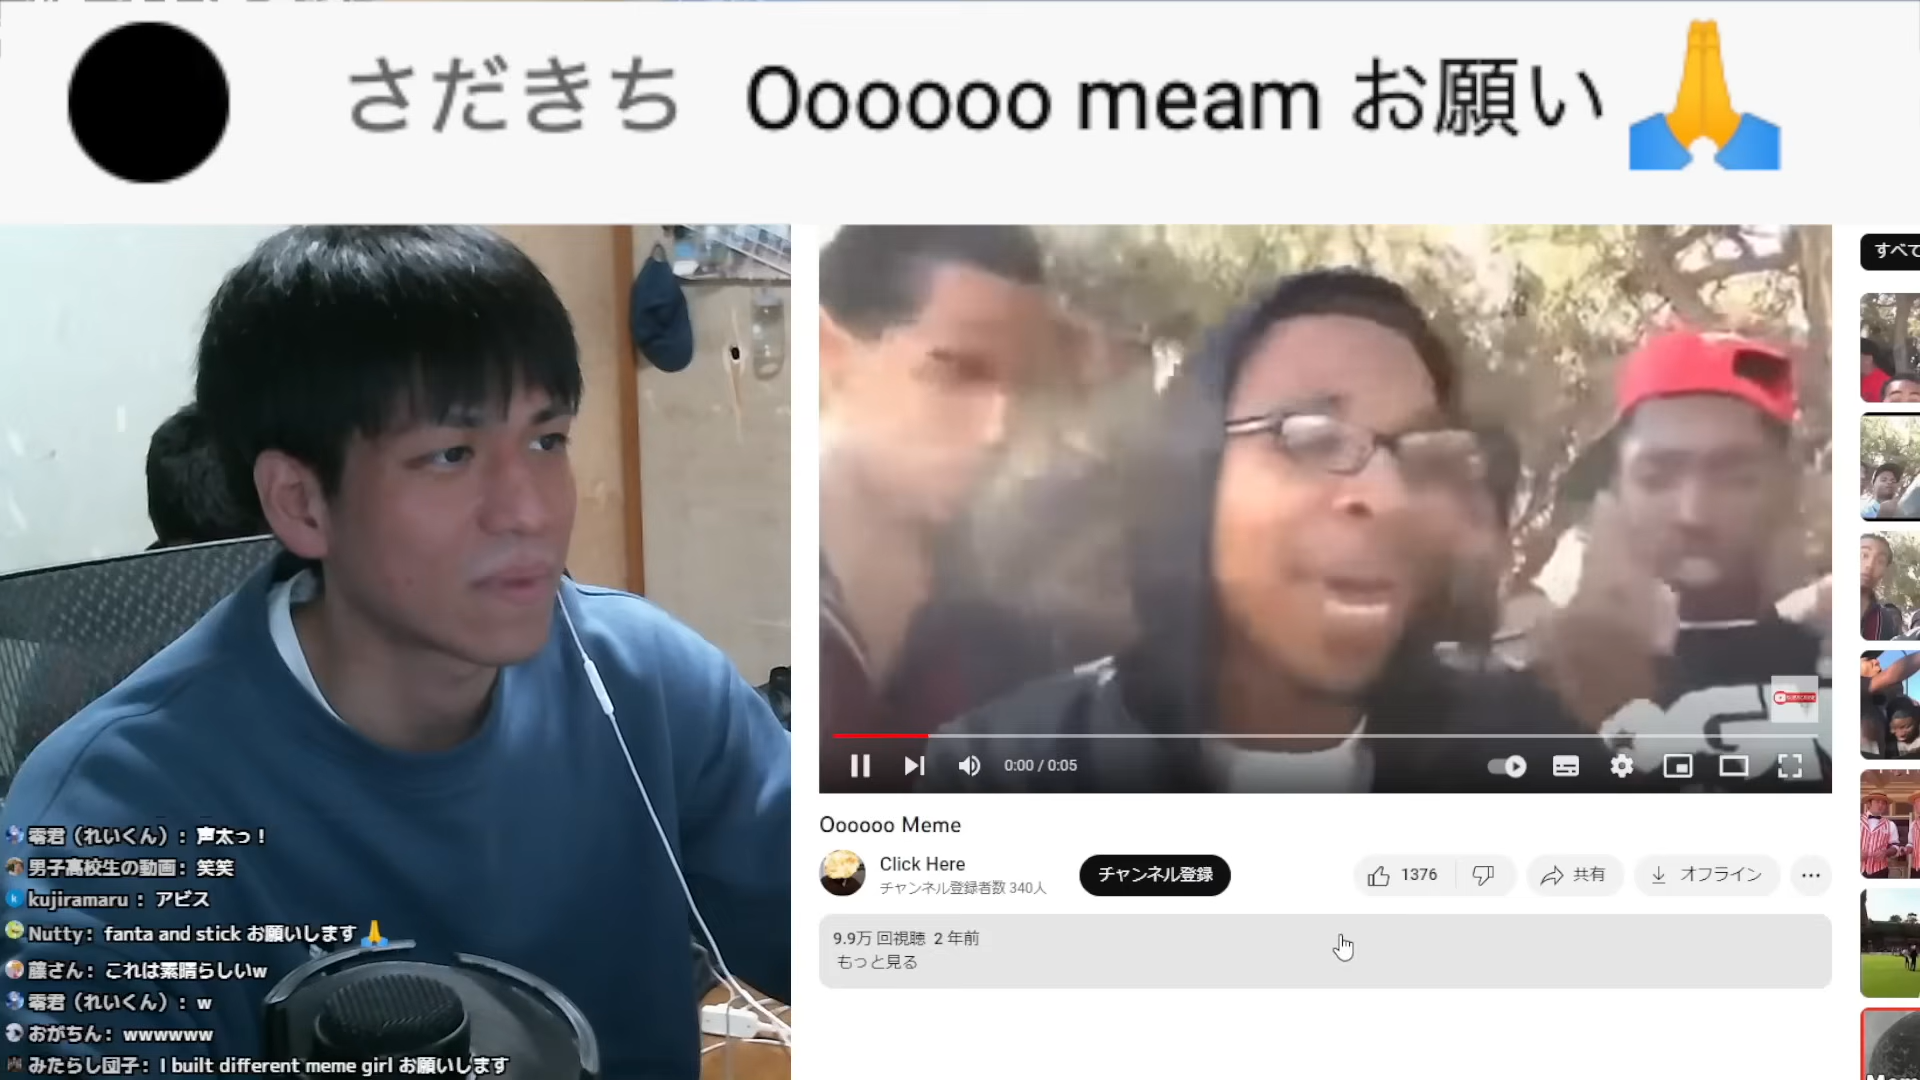 さだきち Oooooo meam お願い🙏
すべて
0:00 / 0:05
Oooooo Meme
Click Here
チャンネル登録者数 340人
チャンネル登録
1376
共有
オフライン
9.9万 回視聴 2 年前
もっと見る
零君（れいくん）: 声太っ！
男子高校生の動画: 笑笑
kujiramaru : アビス
Nutty: fanta and stick お願いします🙏
藤さん: これは素晴らしいw
零君（れいくん）: w
おがちん: wwwwww
みたらし団子: I built different meme girl お願いします